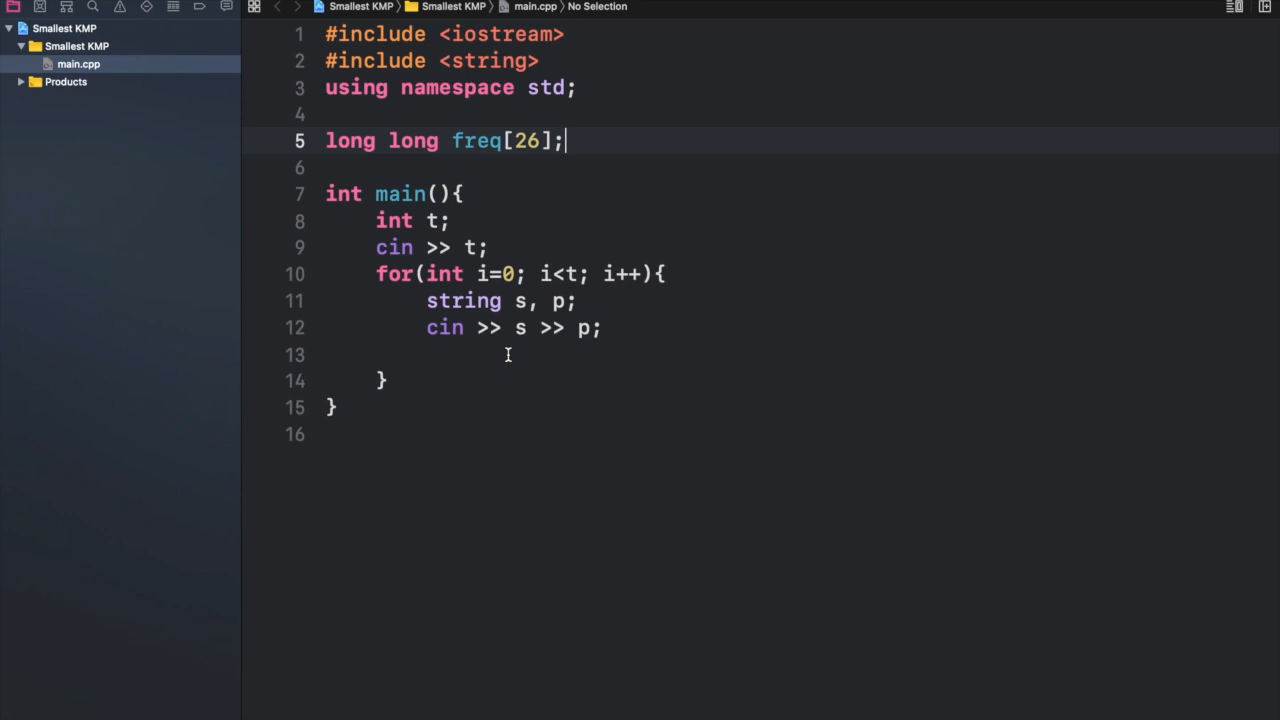 Smallest KMP
Smallest KMP
main.cpp
Products
Smallest KMP 〉 Smallest KMP 〉 main.cpp 〉 No Selection
1 #include <iostream>
2 #include <string>
3 using namespace std;
4
5 long long freq[26];
6
7 int main(){
8     int t;
9     cin >> t;
10     for(int i=0; i<t; i++){
11         string s, p;
12         cin >> s >> p;
13
14     }
15 }
16